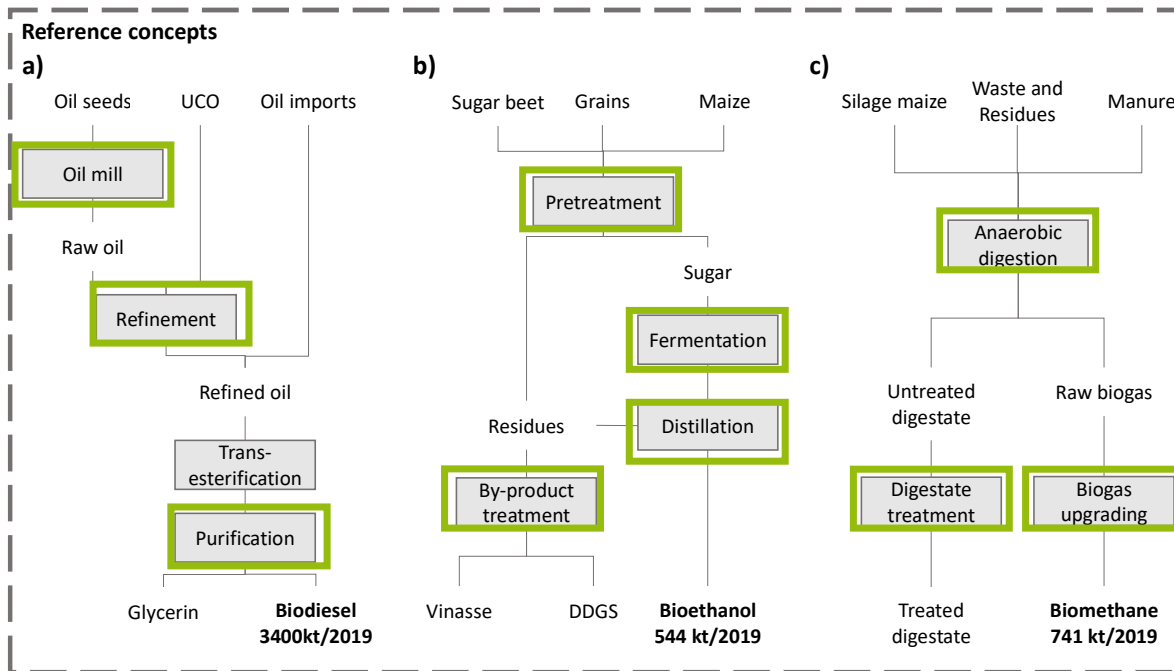 Reference concepts
a)
Oil seeds
UCO
Oil imports
Oil mill
Raw oil
Refinement
Refined oil
Trans-
esterification
Purification
Glycerin
Biodiesel
3400kt/2019
b)
Sugar beet
Grains
Maize
Pretreatment
Sugar
Fermentation
Residues
Distillation
By-product
treatment
Vinasse
DDGS
Bioethanol
544 kt/2019
c)
Silage maize
Waste and
Residues
Manure
Anaerobic
digestion
Untreated
digestate
Raw biogas
Digestate
treatment
Biogas
upgrading
Treated
digestate
Biomethane
741 kt/2019